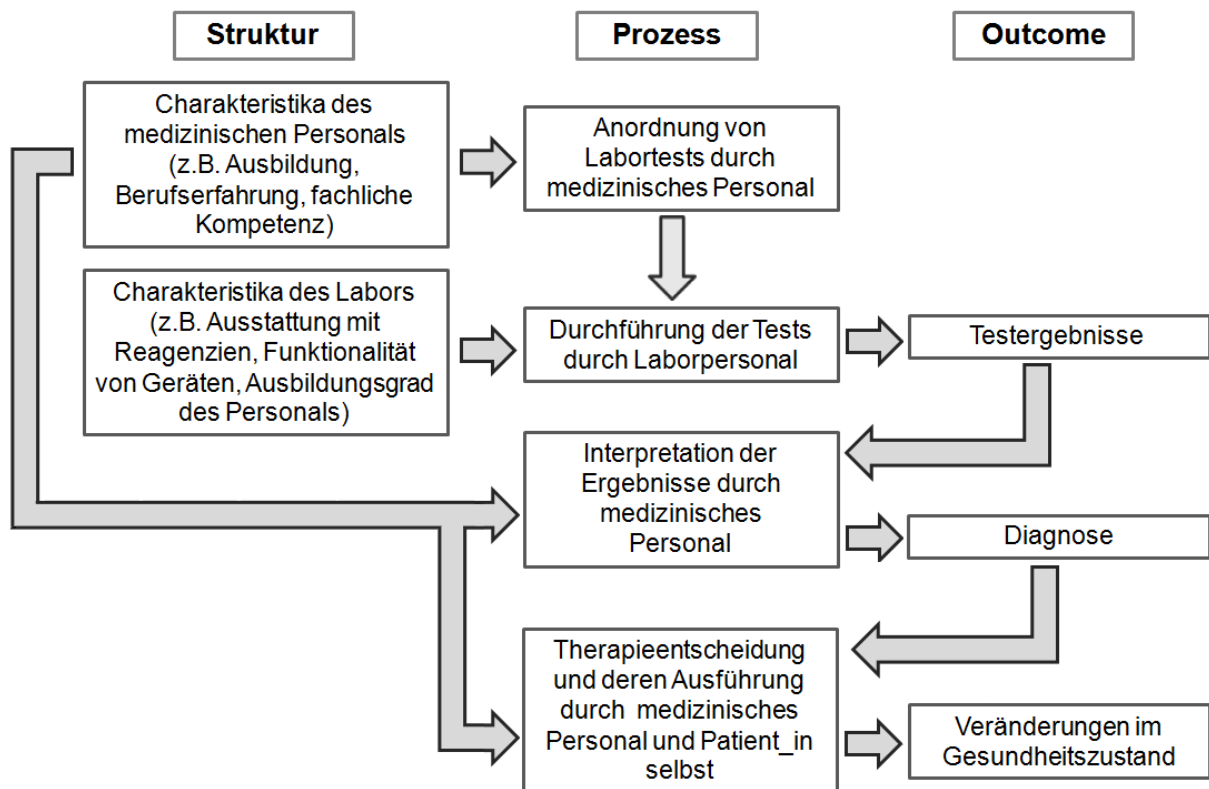 Struktur
Prozess
Outcome
Charakteristika des
medizinischen Personals
(z.B. Ausbildung,
Berufserfahrung, fachliche
Kompetenz)
Anordnung von
Labortests durch
medizinisches Personal
Charakteristika des Labors
(z.B. Ausstattung mit
Reagenzien, Funktionalität
von Geräten, Ausbildungsgrad
des Personals)
Durchführung der Tests
durch Laborpersonal
Testergebnisse
Interpretation der
Ergebnisse durch
medizinisches
Personal
Diagnose
Therapieentscheidung
und deren Ausführung
durch medizinisches
Personal und Patient_in
selbst
Veränderungen im
Gesundheitszustand